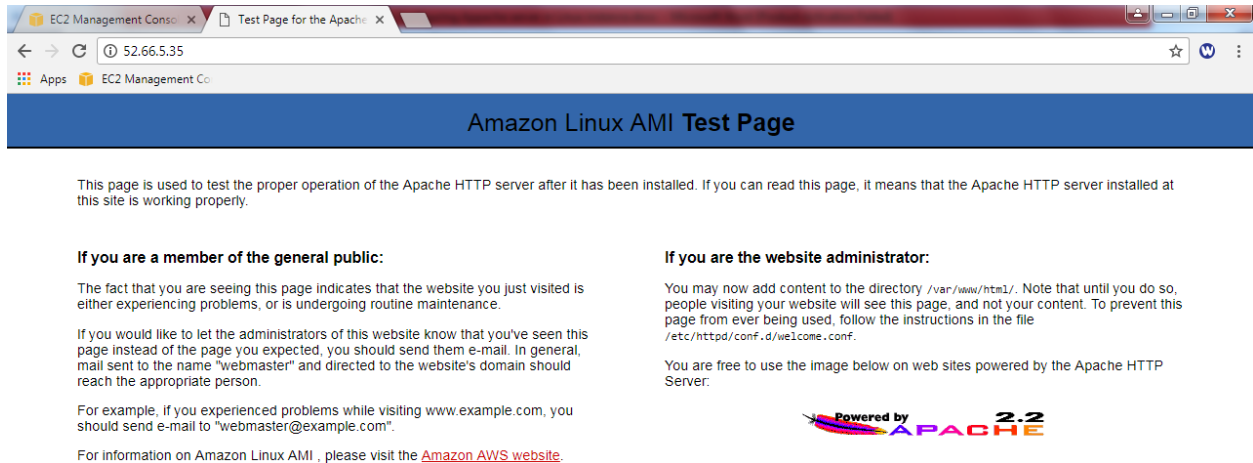 EC2 Management Conso
Test Page for the Apache
52.66.5.35
Apps
EC2 Management Co
Amazon Linux AMI Test Page
This page is used to test the proper operation of the Apache HTTP server after it has been installed. If you can read this page, it means that the Apache HTTP server installed at
this site is working properly.
If you are a member of the general public:
The fact that you are seeing this page indicates that the website you just visited is
either experiencing problems, or is undergoing routine maintenance.
If you would like to let the administrators of this website know that you've seen this
page instead of the page you expected, you should send them e-mail. In general,
mail sent to the name "webmaster" and directed to the website's domain should
reach the appropriate person.
For example, if you experienced problems while visiting www.example.com, you
should send e-mail to "webmaster@example.com".
For information on Amazon Linux AMI , please visit the Amazon AWS website.
If you are the website administrator:
You may now add content to the directory /var/www/html/. Note that until you do so,
people visiting your website will see this page, and not your content. To prevent this
page from ever being used, follow the instructions in the file
/etc/httpd/conf.d/welcome.conf.
You are free to use the image below on web sites powered by the Apache HTTP
Server:
Powered by 2.2
APACHE